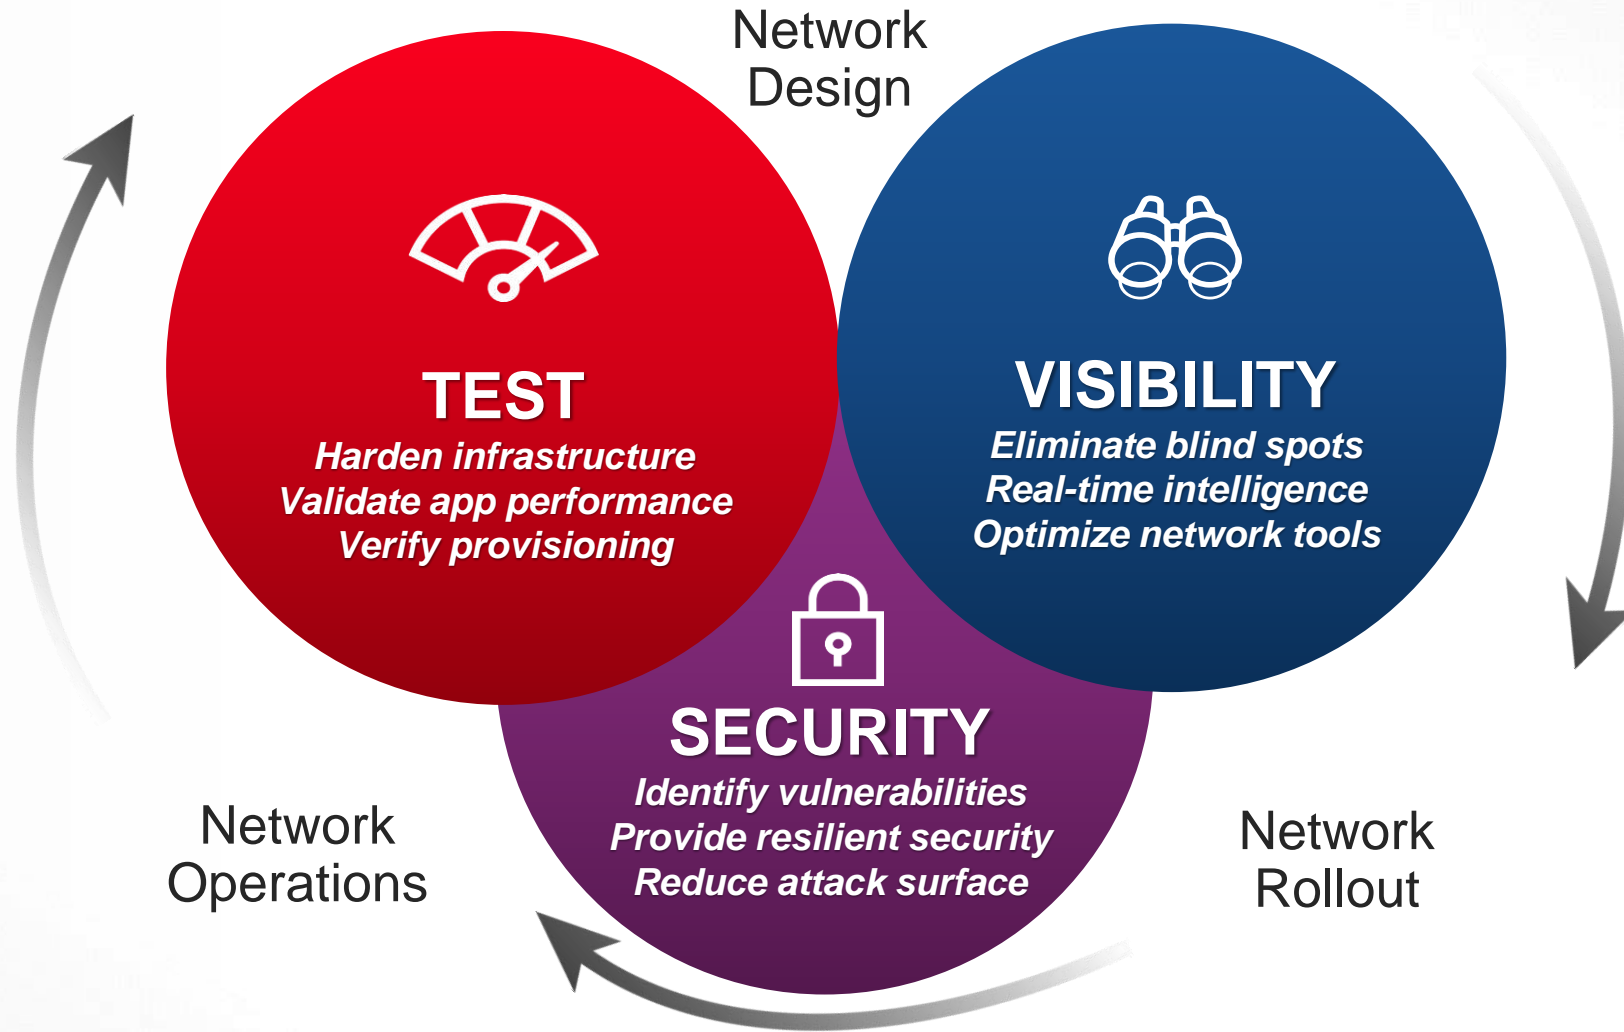 Network
Design
TEST
Harden infrastructure
Validate app performance
Verify provisioning
VISIBILITY
Eliminate blind spots
Real-time intelligence
Optimize network tools
SECURITY
Identify vulnerabilities
Provide resilient security
Reduce attack surface
Network
Operations
Network
Rollout